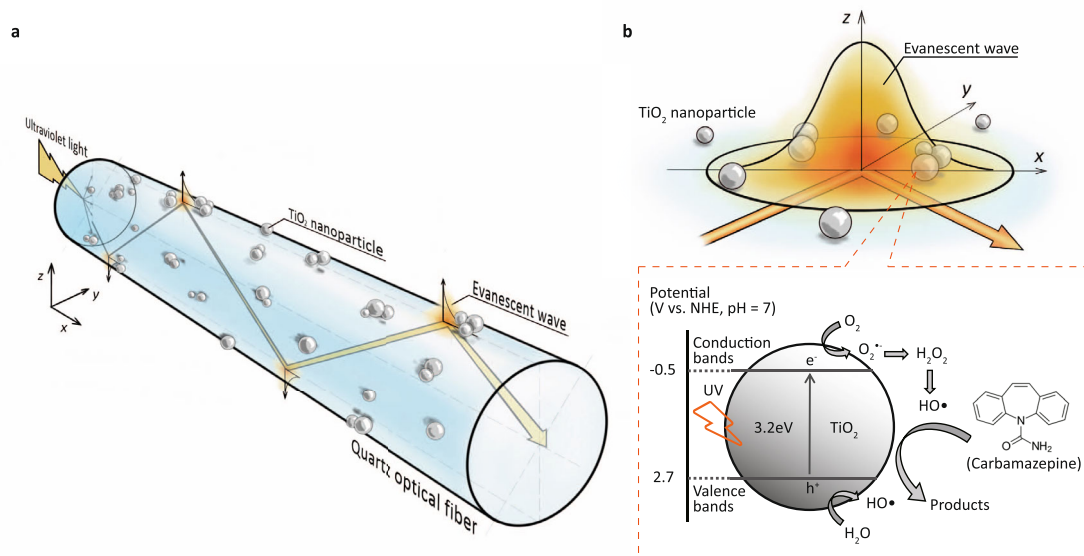 a
Ultraviolet light
TiO₂ nanoparticle
Evanescent wave
z
y
x
Quartz optical fiber
b
z
Evanescent wave
y
TiO₂ nanoparticle
x
Potential
(V vs. NHE, pH = 7)
Conduction
bands
-0.5
UV
2.7
Valence
bands
e⁻
3.2eV
TiO₂
h⁺
O₂
O₂•⁻
H₂O₂
HO•
HO•
H₂O
Products
N
O
NH₂
(Carbamazepine)